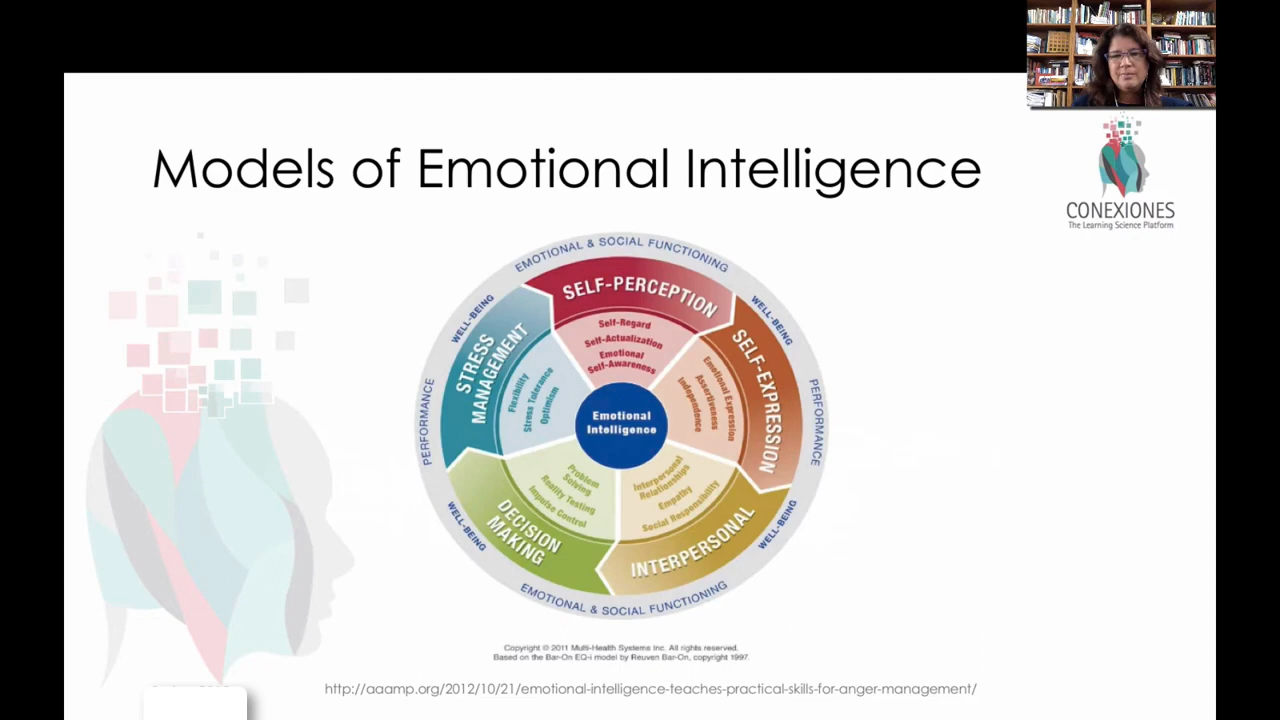 Models of Emotional Intelligence
CONEXIONES
The Learning Science Platform
EMOTIONAL & SOCIAL FUNCTIONING
WELL-BEING
WELL-BEING
PERFORMANCE
PERFORMANCE
WELL-BEING
WELL-BEING
EMOTIONAL & SOCIAL FUNCTIONING
SELF-PERCEPTION
Self-Regard
Self-Actualization
Emotional
Self-Awareness
SELF-EXPRESSION
Emotional Expression
Assertiveness
Independence
INTERPERSONAL
Interpersonal
Relationships
Empathy
Social Responsibility
DECISION
MAKING
Problem
Solving
Reality Testing
Impulse Control
STRESS
MANAGEMENT
Flexibility
Stress Tolerance
Optimism
Emotional
Intelligence
Copyright © 2011 Multi-Health Systems Inc. All rights reserved.
Based on the Bar-On EQ-i model by Reuven Bar-On, copyright 1997.
http://aaamp.org/2012/10/21/emotional-intelligence-teaches-practical-skills-for-anger-management/